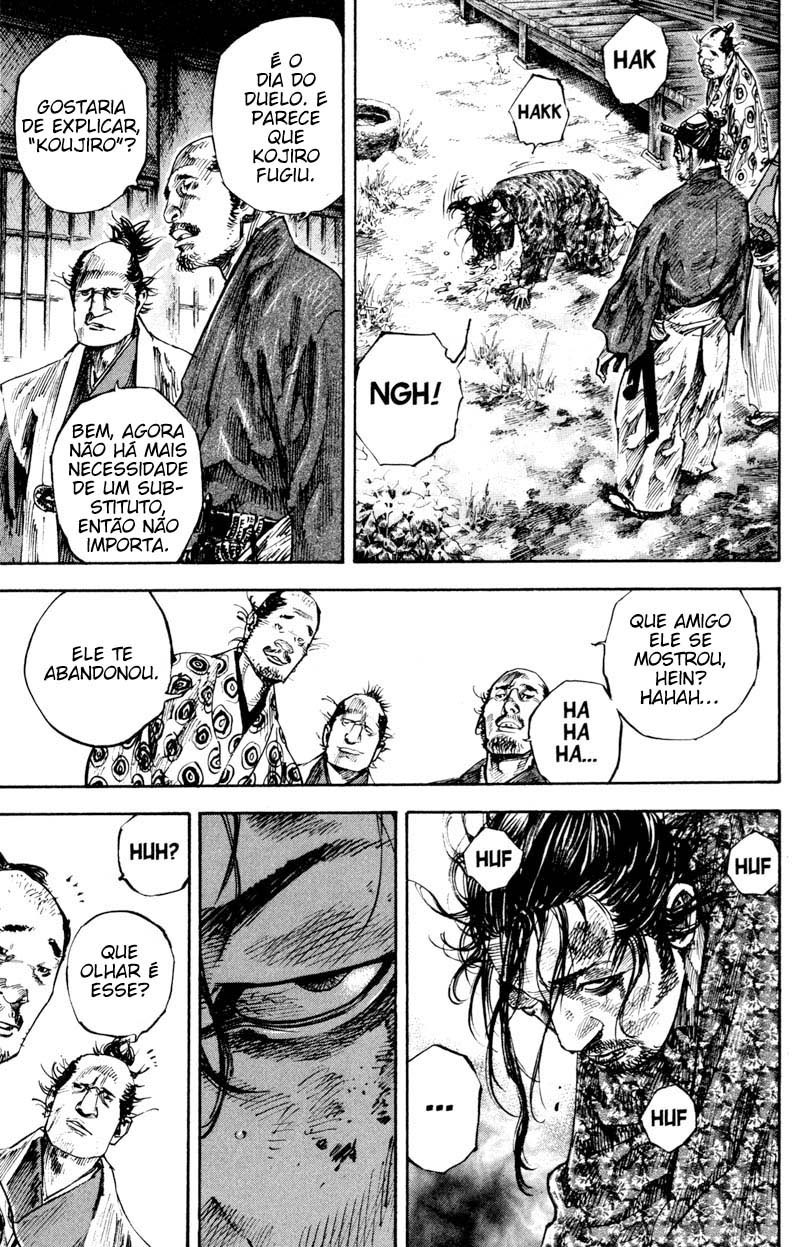 HAK
HAKK
NGH!
É O
DIA DO
DUELO. E
PARECE
QUE
KOJIRO
FUGIU.
GOSTARIA
DE EXPLICAR,
"KOUJIRO"?
BEM, AGORA
NÃO HÁ MAIS
NECESSIDADE
DE UM SUB-
STITUTO,
ENTÃO NÃO
IMPORTA.
QUE AMIGO
ELE SE
MOSTROU,
HEIN?
HAHAH...
HA
HA
HA...
ELE TE
ABANDONOU.
HUF
HUF
HUF
...
HUH?
QUE
OLHAR É
ESSE?